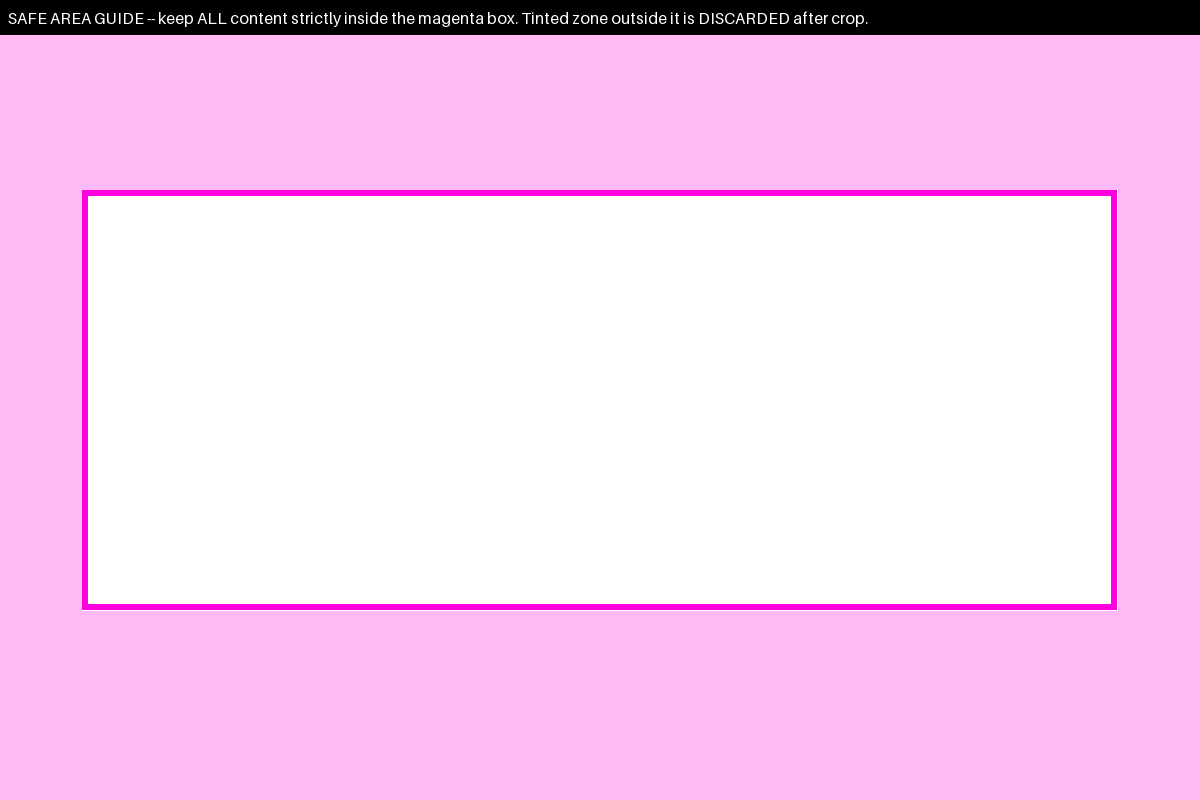 SAFE AREA GUIDE -- keep ALL content strictly inside the magenta box. Tinted zone outside it is DISCARDED after crop.